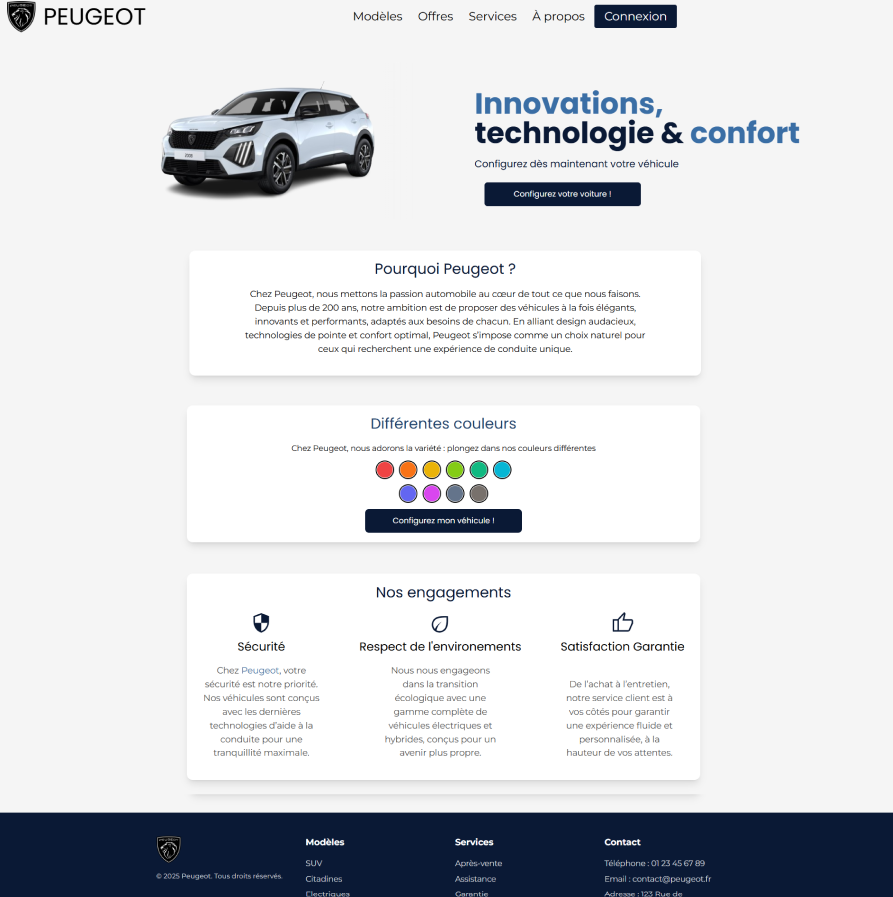 PEUGEOT
Modèles Offres Services À propos Connexion
Innovations,
technologie & confort
Configurez dès maintenant votre véhicule
Configurez votre voiture !
2008
Pourquoi Peugeot ?
Chez Peugeot, nous mettons la passion automobile au cœur de tout ce que nous faisons.
Depuis plus de 200 ans, notre ambition est de proposer des véhicules à la fois élégants,
innovants et performants, adaptés aux besoins de chacun. En alliant design audacieux,
technologies de pointe et confort optimal, Peugeot s'impose comme un choix naturel pour
ceux qui recherchent une expérience de conduite unique.
Différentes couleurs
Chez Peugeot, nous adorons la variété : plongez dans nos couleurs différentes
Configurez mon véhicule !
Nos engagements
Sécurité
Chez Peugeot, votre
sécurité est notre priorité.
Nos véhicules sont conçus
avec les dernières
technologies d'aide à la
conduite pour une
tranquillité maximale.
Respect de l'environements
Nous nous engageons
dans la transition
écologique avec une
gamme complète de
véhicules électriques et
hybrides, conçus pour un
avenir plus propre.
Satisfaction Garantie
De l'achat à l'entretien,
notre service client est à
vos côtés pour garantir
une expérience fluide et
personnalisée, à la
hauteur de vos attentes.
© 2025 Peugeot. Tous droits réservés.
Modèles
SUV
Citadines
Electriques
Services
Après-vente
Assistance
Garantie
Contact
Téléphone : 01 23 45 67 89
Email : contact@peugeot.fr
Adresse : 123 Rue de